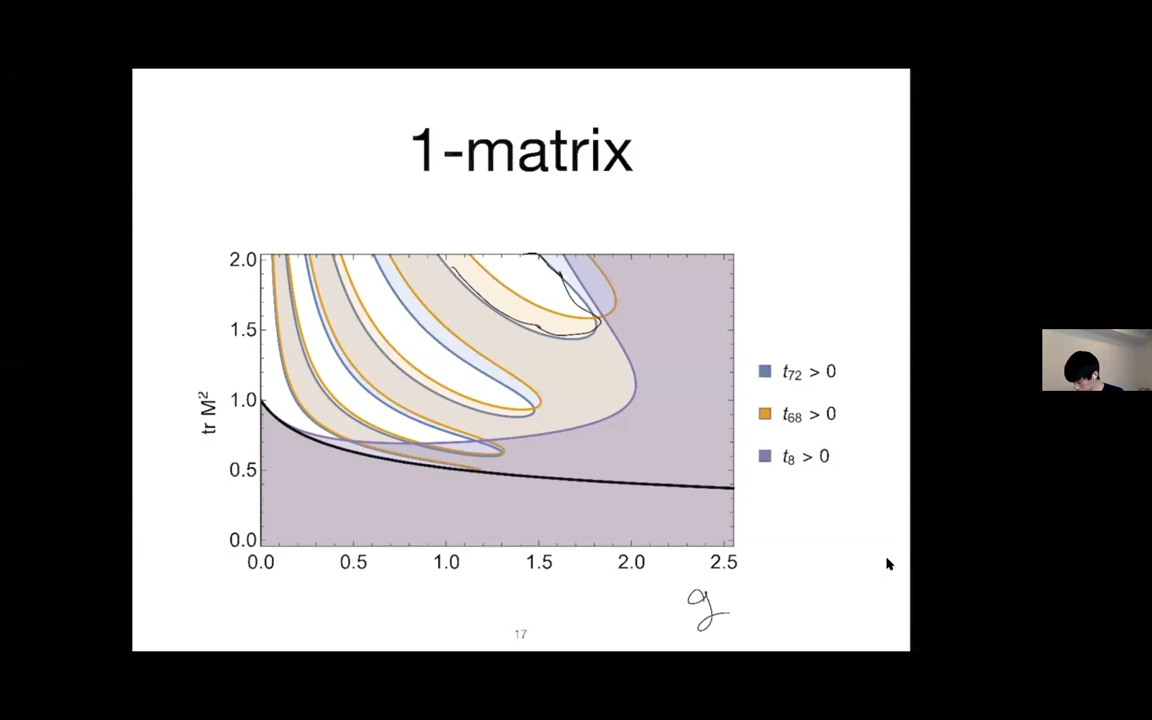 1-matrix
2.0
1.5
1.0
0.5
0.0
tr M²
0.0 0.5 1.0 1.5 2.0 2.5
t₇₂ > 0
t₆₈ > 0
t₈ > 0
g
17